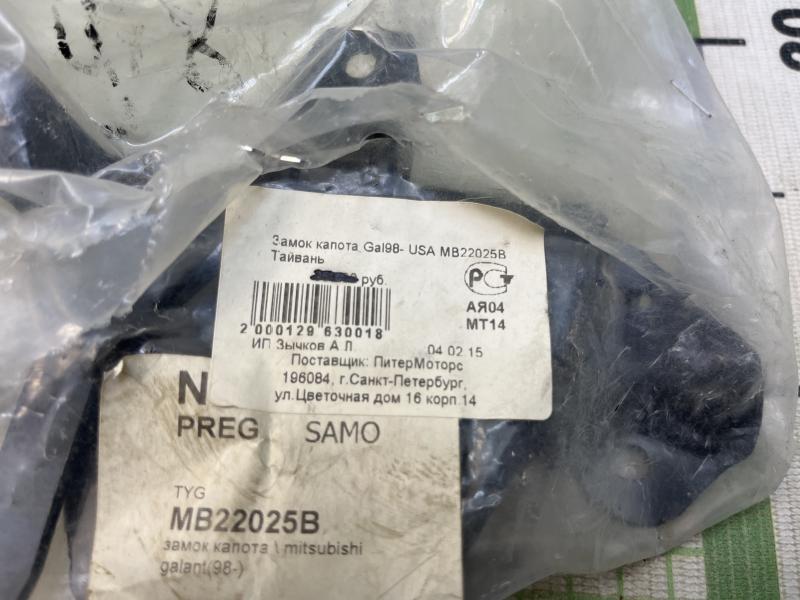 Замок капота Gal98- USA MB22025B
Тайвань
руб.
РСТ
АЯ04
МТ14
2 000129 630018
ИП Зычков А.Л.
04.02.15
Поставщик: ПитерМоторс
196084, г.Санкт-Петербург,
ул.Цветочная дом 16 корп.14
PREG SAMO
TYG
MB22025B
замок капота \ mitsubishi
galant(98-)